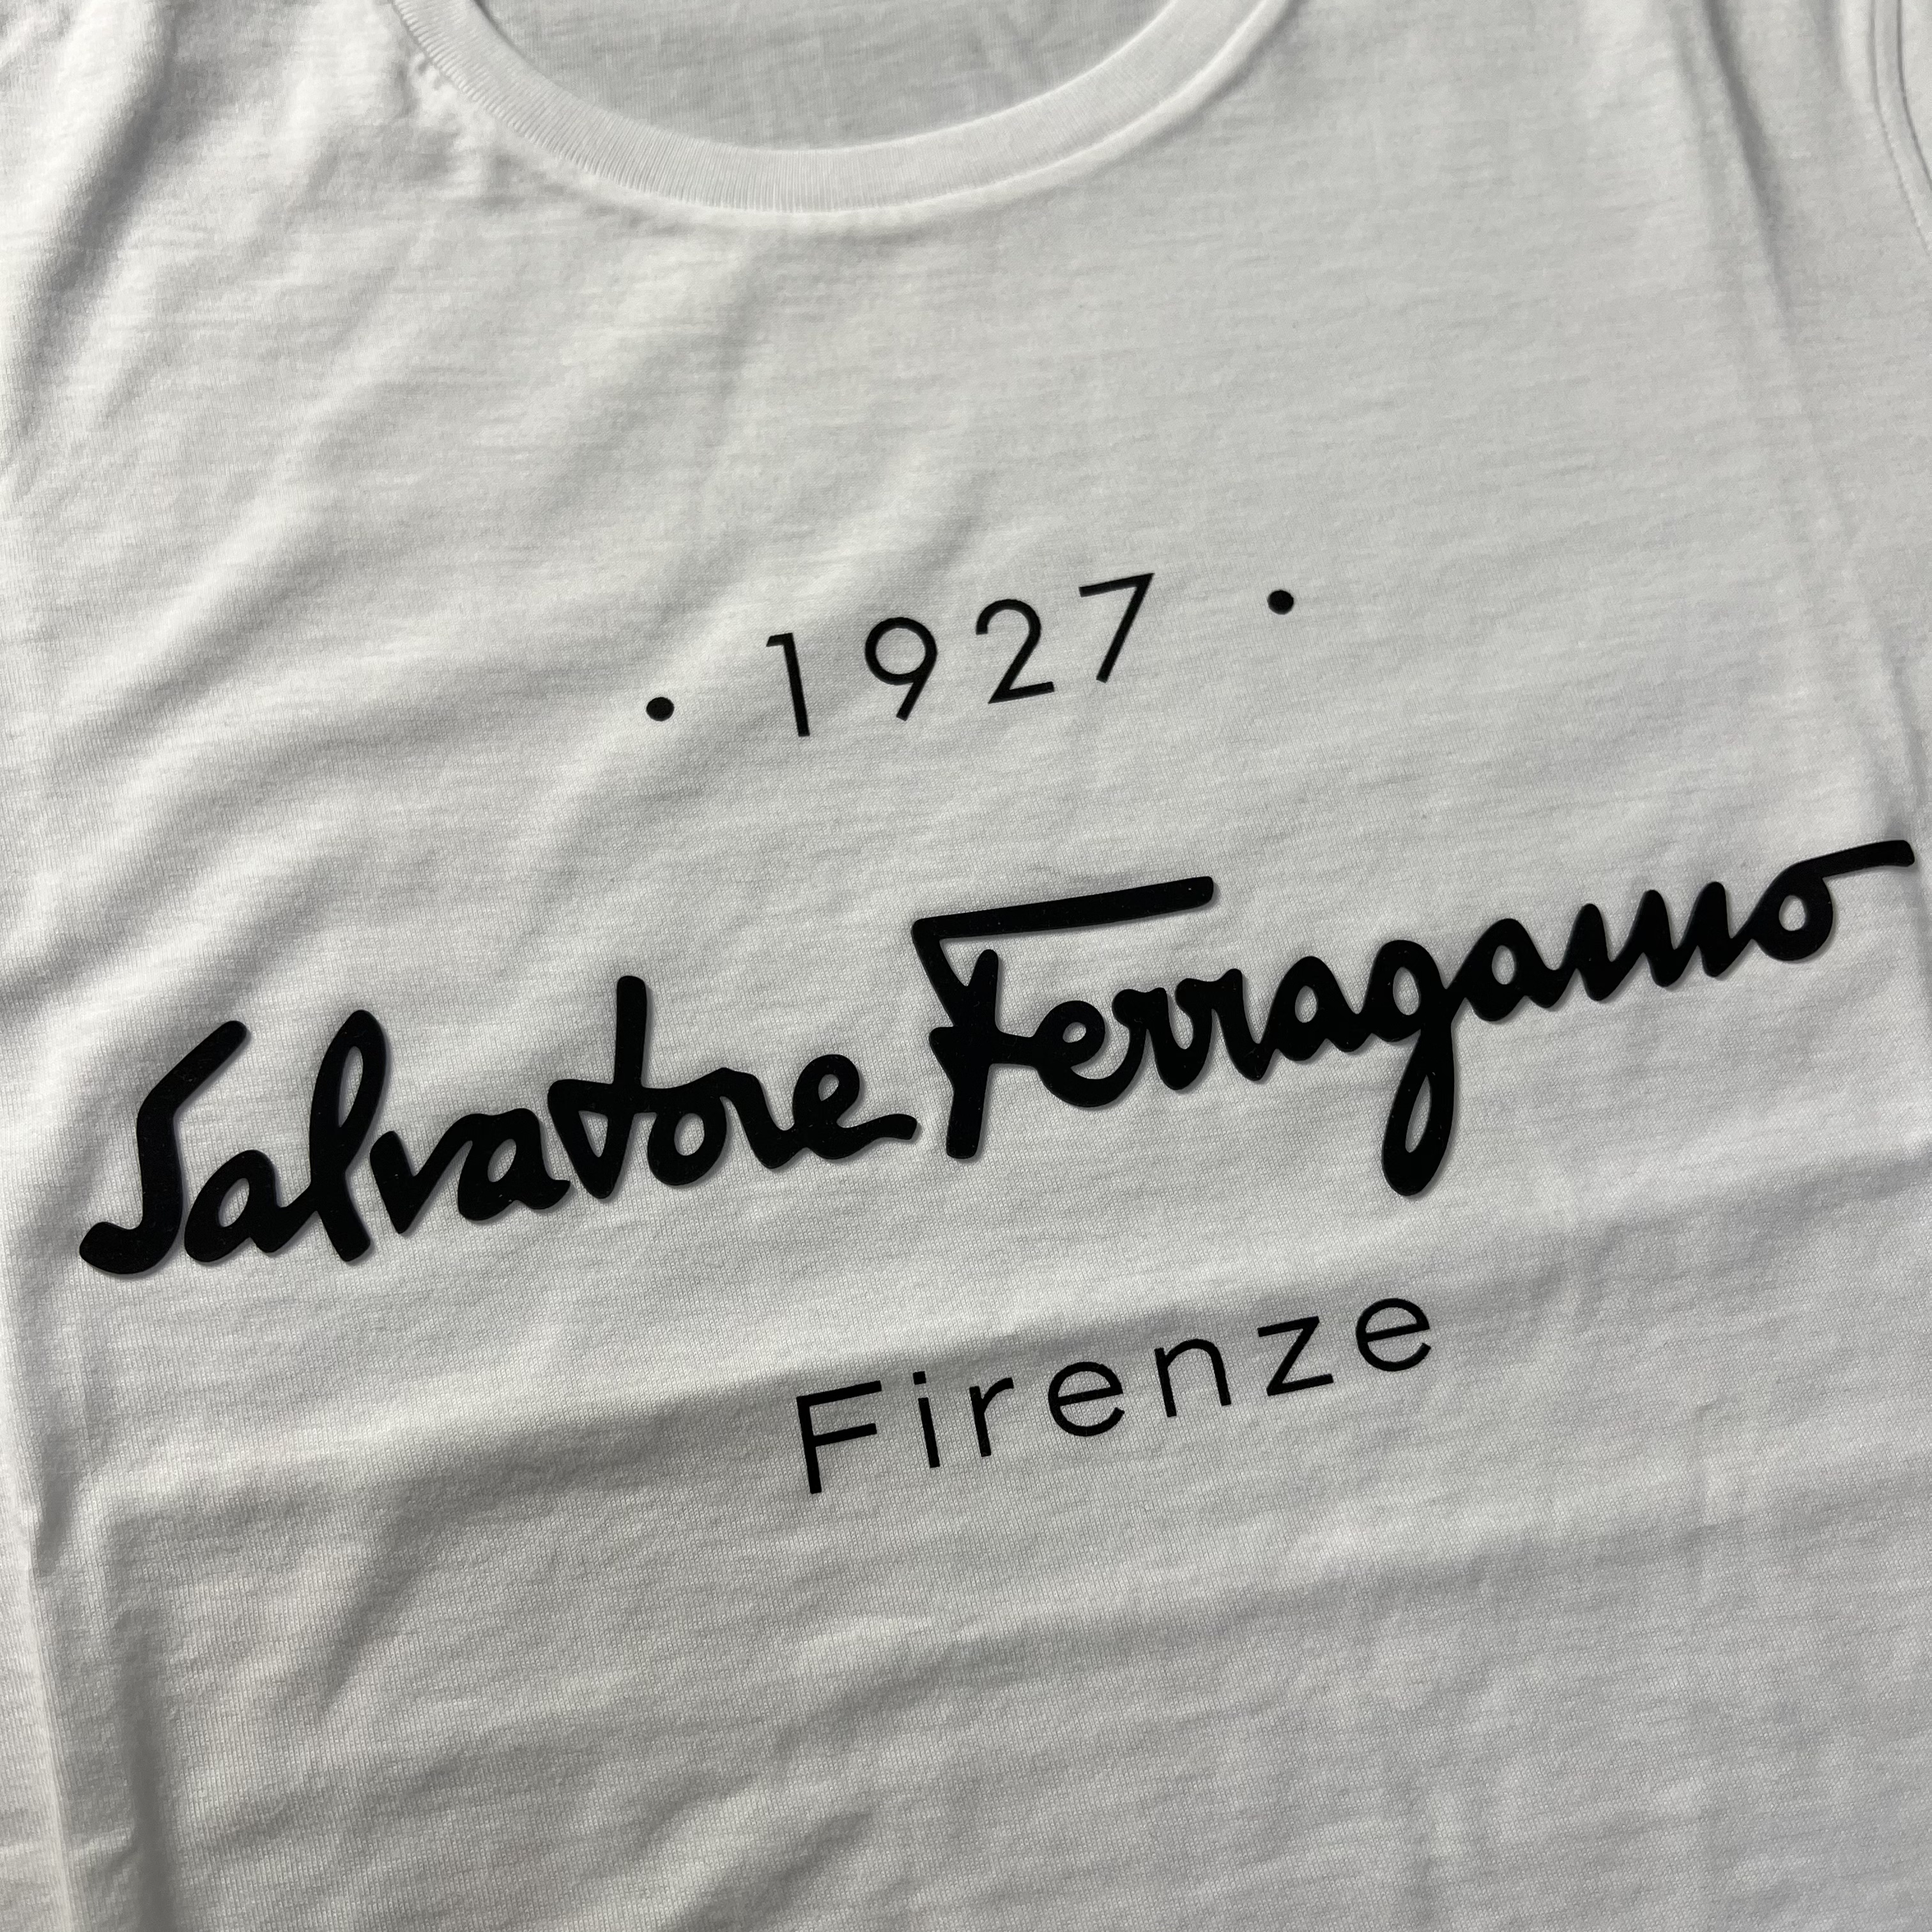 • 1927 •
Salvatore Ferragamo
Firenze